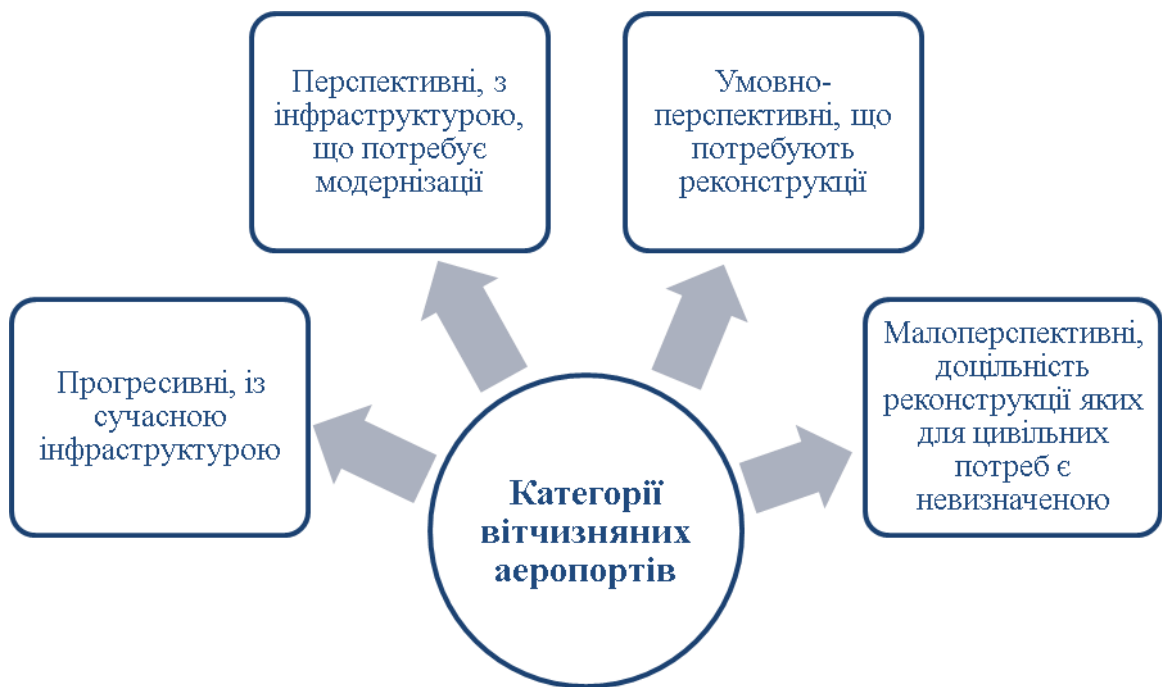 Перспективні, з
інфраструктурою,
що потребує
модернізації
Умовно-
перспективні, що
потребують
реконструкції
Прогресивні, із
сучасною
інфраструктурою
Малоперспективні,
доцільність
реконструкції яких
для цивільних
потреб є
невизначеною
Категорії
вітчизняних
аеропортів